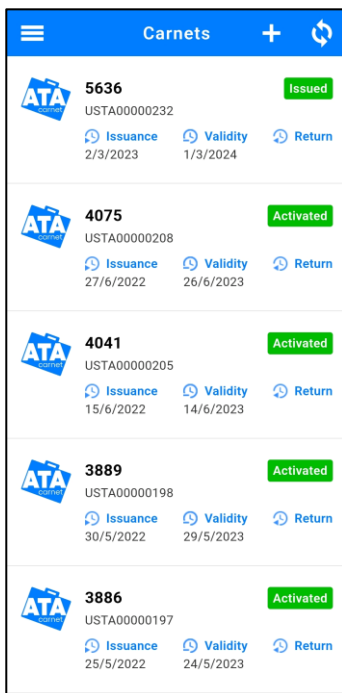 Carnets
ATA carnet
5636
Issued
USTA00000232
Issuance Validity Return
2/3/2023 1/3/2024
ATA carnet
4075
Activated
USTA00000208
Issuance Validity Return
27/6/2022 26/6/2023
ATA carnet
4041
Activated
USTA00000205
Issuance Validity Return
15/6/2022 14/6/2023
ATA carnet
3889
Activated
USTA00000198
Issuance Validity Return
30/5/2022 29/5/2023
ATA carnet
3886
Activated
USTA00000197
Issuance Validity Return
25/5/2022 24/5/2023